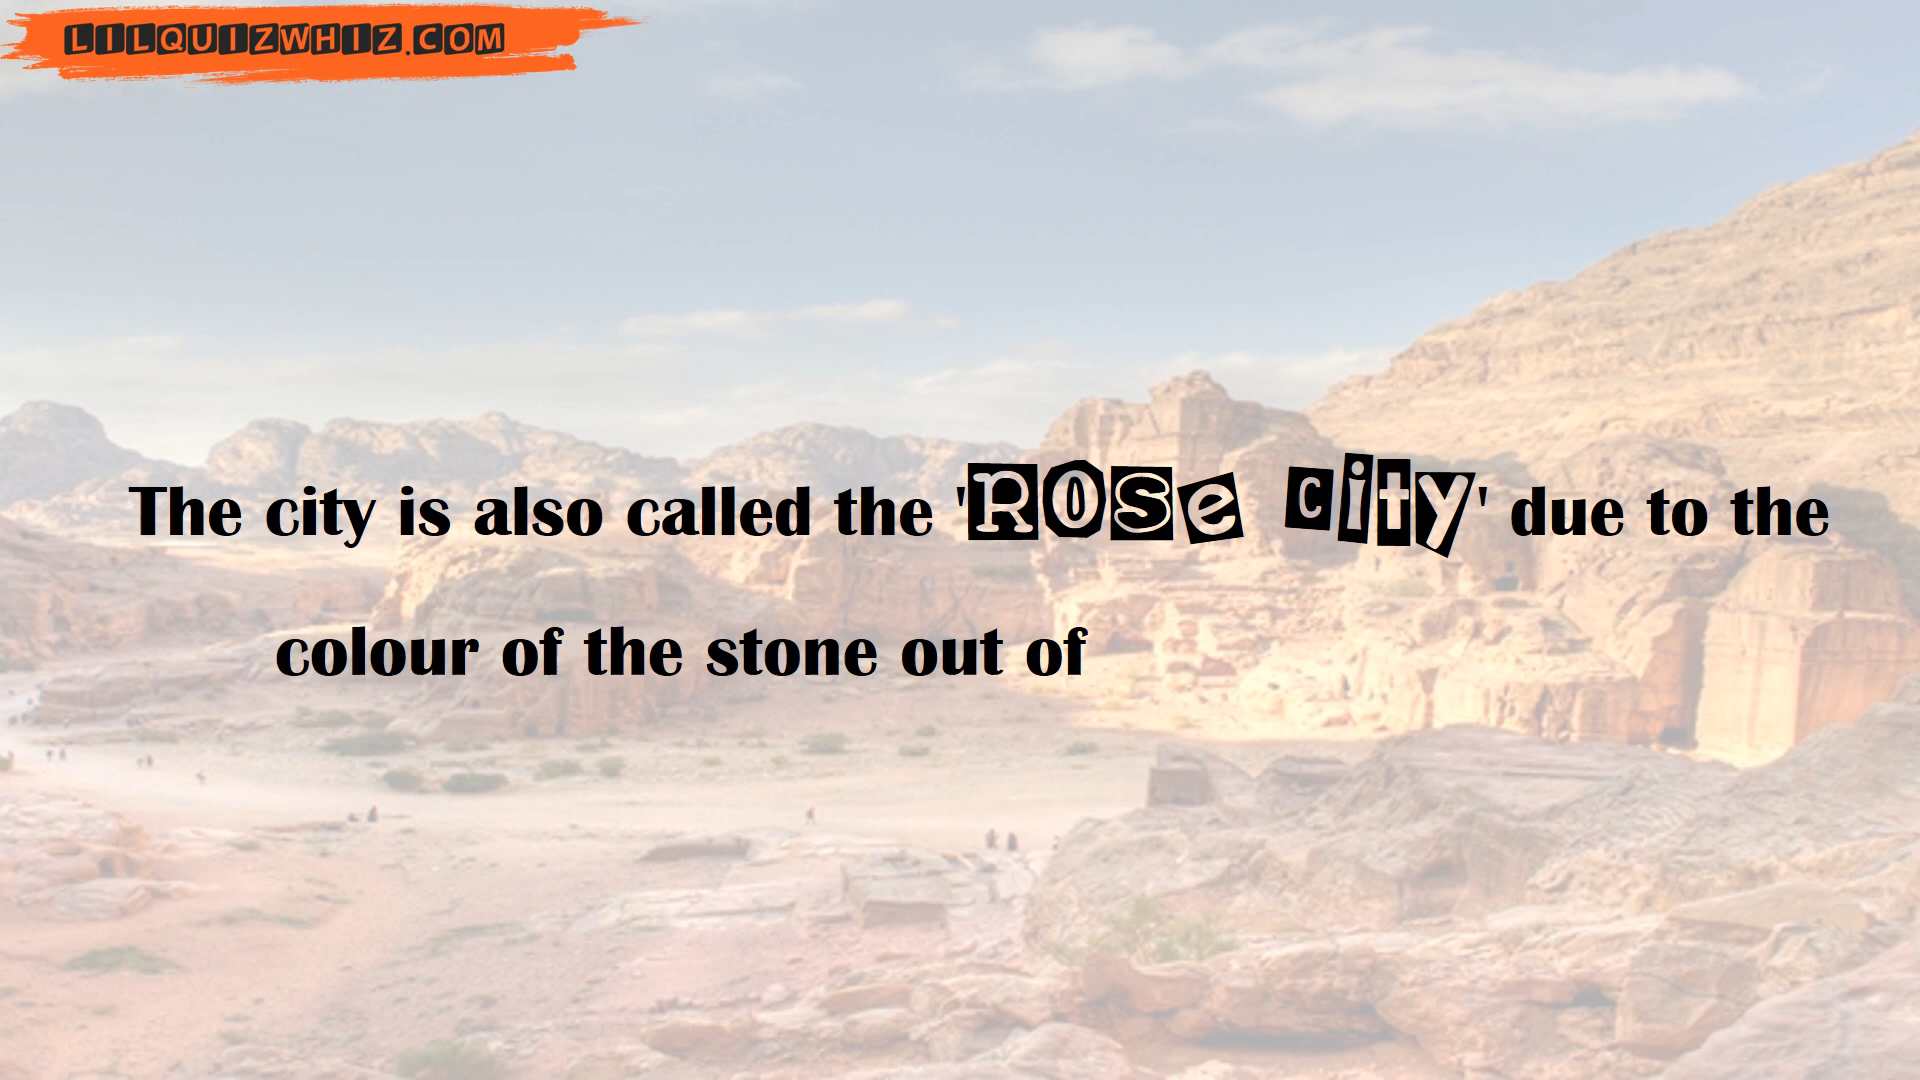 LILQUIZWHIZ.COM
The city is also called the 'Rose city' due to the
colour of the stone out of